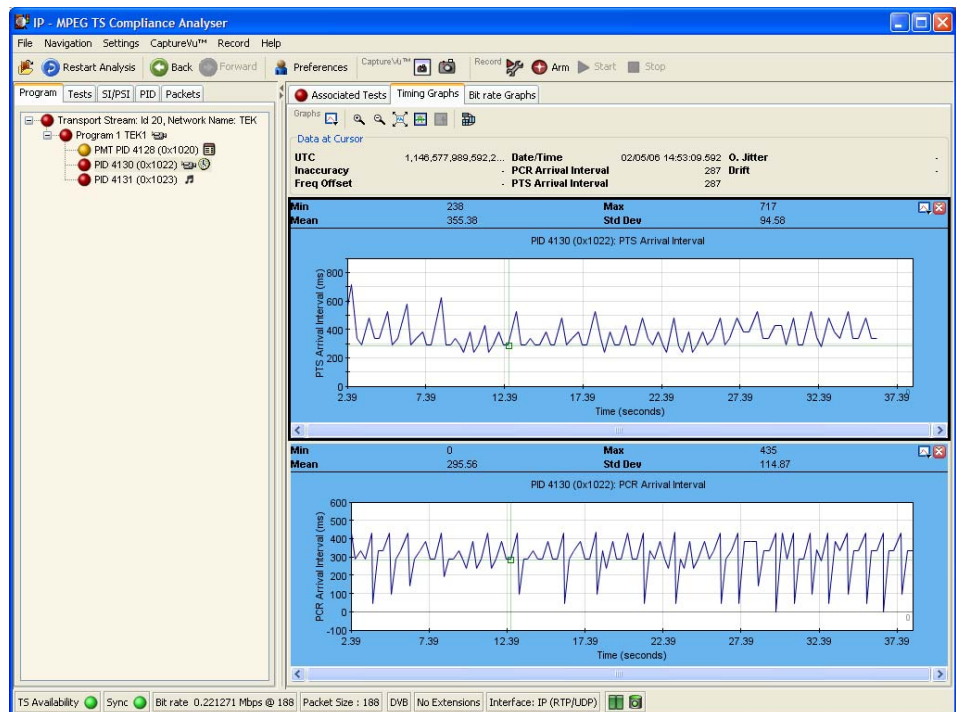 IP - MPEG TS Compliance Analyser
File Navigation Settings CaptureVu™ Record Help
Restart Analysis Back Forward Preferences CaptureVu™ Record Arm Start Stop
Program Tests SI/PSI PID Packets
Associated Tests Timing Graphs Bit rate Graphs
Transport Stream: Id 20, Network Name: TEK
Program 1 TEK1
PMT PID 4128 (0x1020)
PID 4130 (0x1022)
PID 4131 (0x1023)
Graphs
Data at Cursor
UTC 1,146,577,989,592,2... Date/Time 02/05/06 14:53:09.592 O. Jitter -
Inaccuracy - PCR Arrival Interval 287 Drift -
Freq Offset - PTS Arrival Interval 287
Min 238 Max 717
Mean 355.38 Std Dev 94.58
PID 4130 (0x1022): PTS Arrival Interval
PTS Arrival Interval (ms)
800
600
400
200
0
2.39 7.39 12.39 17.39 22.39 27.39 32.39 37.39
0
Time (seconds)
Min 0 Max 435
Mean 295.56 Std Dev 114.87
PID 4130 (0x1022): PCR Arrival Interval
PCR Arrival Interval (ms)
600
500
400
300
200
100
0
-100
0
2.39 7.39 12.39 17.39 22.39 27.39 32.39 37.39
Time (seconds)
TS Availability Sync Bit rate 0.221271 Mbps @ 188 Packet Size : 188 DVB No Extensions Interface: IP (RTP/UDP)